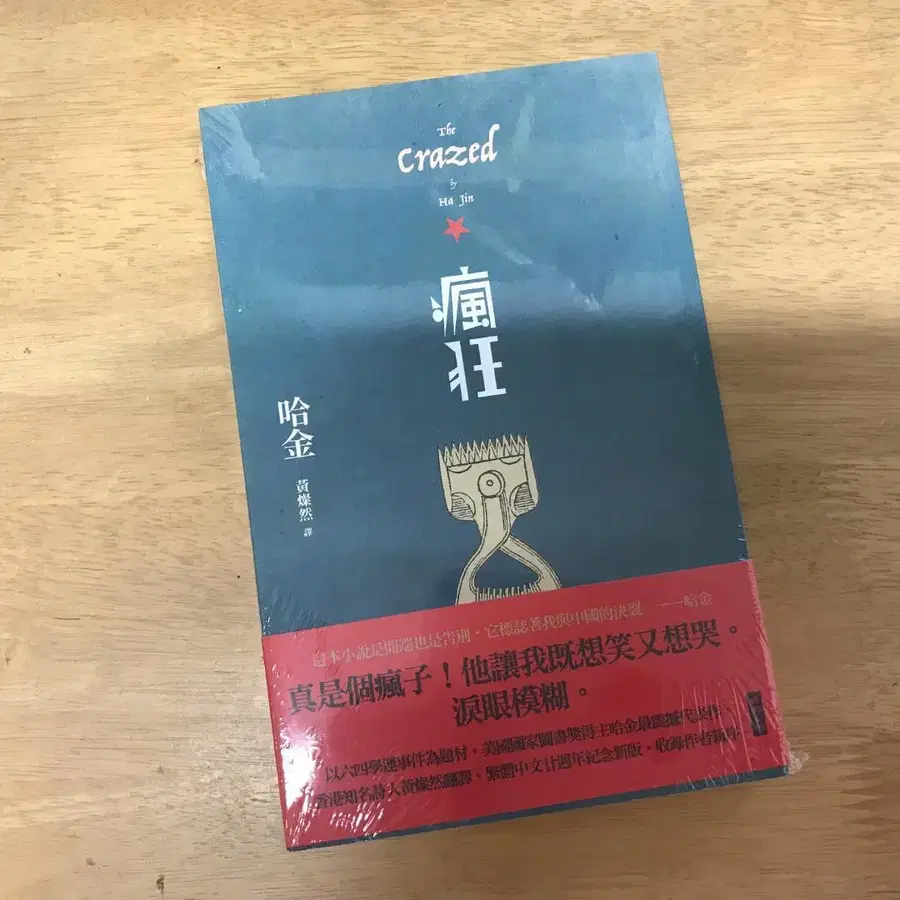 The
Crazed
by
Ha Jin
瘋狂
哈金
黃燦然 譯
這本小說是開端也是告別，它標誌著我與中國的決裂 ——哈金
真是個瘋子！他讓我既想笑又想哭。
淚眼模糊。
以六四學運事件為題材，美國國家圖書獎得主哈金最震撼代表作、
香港知名詩人黃燦然翻譯、繁體中文廿週年紀念新版，收錄作者新序